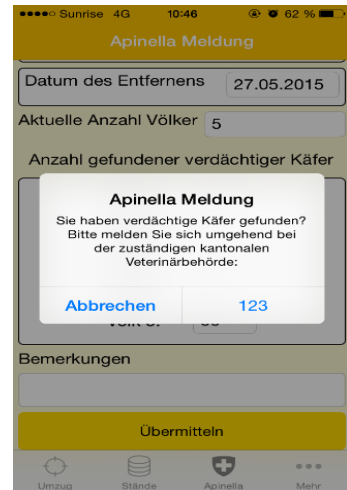 Sunrise 4G 10:46 62 %
Apinella Meldung
Datum des Entfernens 27.05.2015
Aktuelle Anzahl Völker 5
Anzahl gefundener verdächtiger Käfer
Apinella Meldung
Sie haben verdächtige Käfer gefunden?
Bitte melden Sie sich umgehend bei
der zuständigen kantonalen
Veterinärbehörde:
Abbrechen 123
Bemerkungen
Übermitteln
Umzug Stände Apinella Mehr